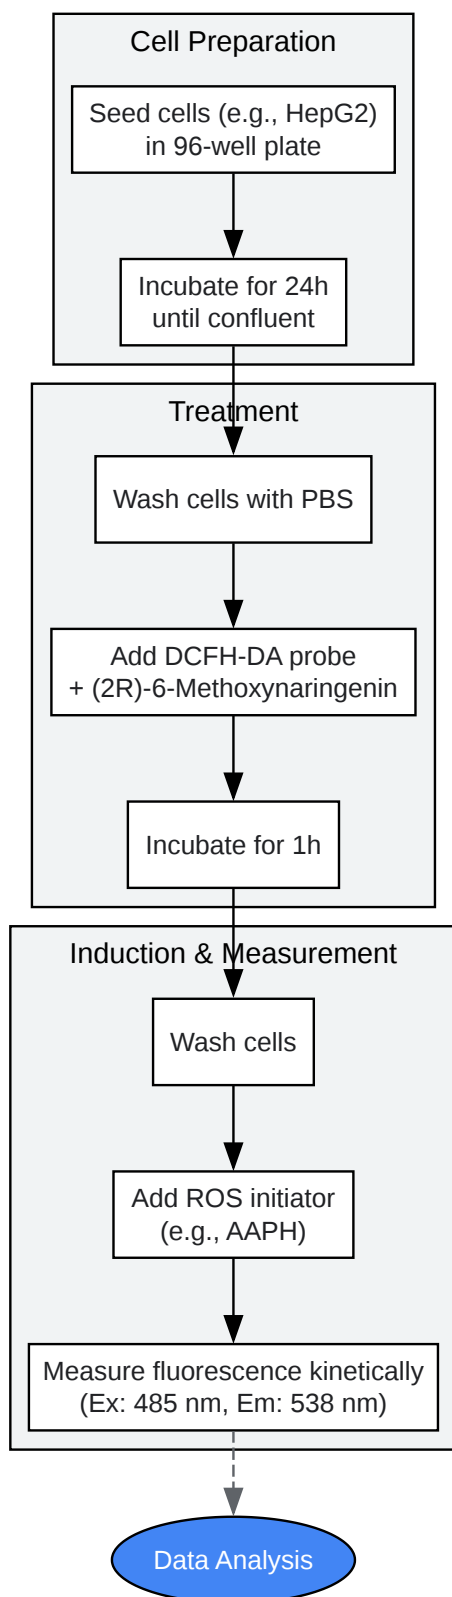 Cell Preparation
Seed cells (e.g., HepG2)
in 96-well plate
Incubate for 24h
until confluent
Treatment
Wash cells with PBS
Add DCFH-DA probe
+ (2R)-6-Methoxynaringenin
Incubate for 1h
Induction & Measurement
Wash cells
Add ROS initiator
(e.g., AAPH)
Measure fluorescence kinetically
(Ex: 485 nm, Em: 538 nm)
Data Analysis